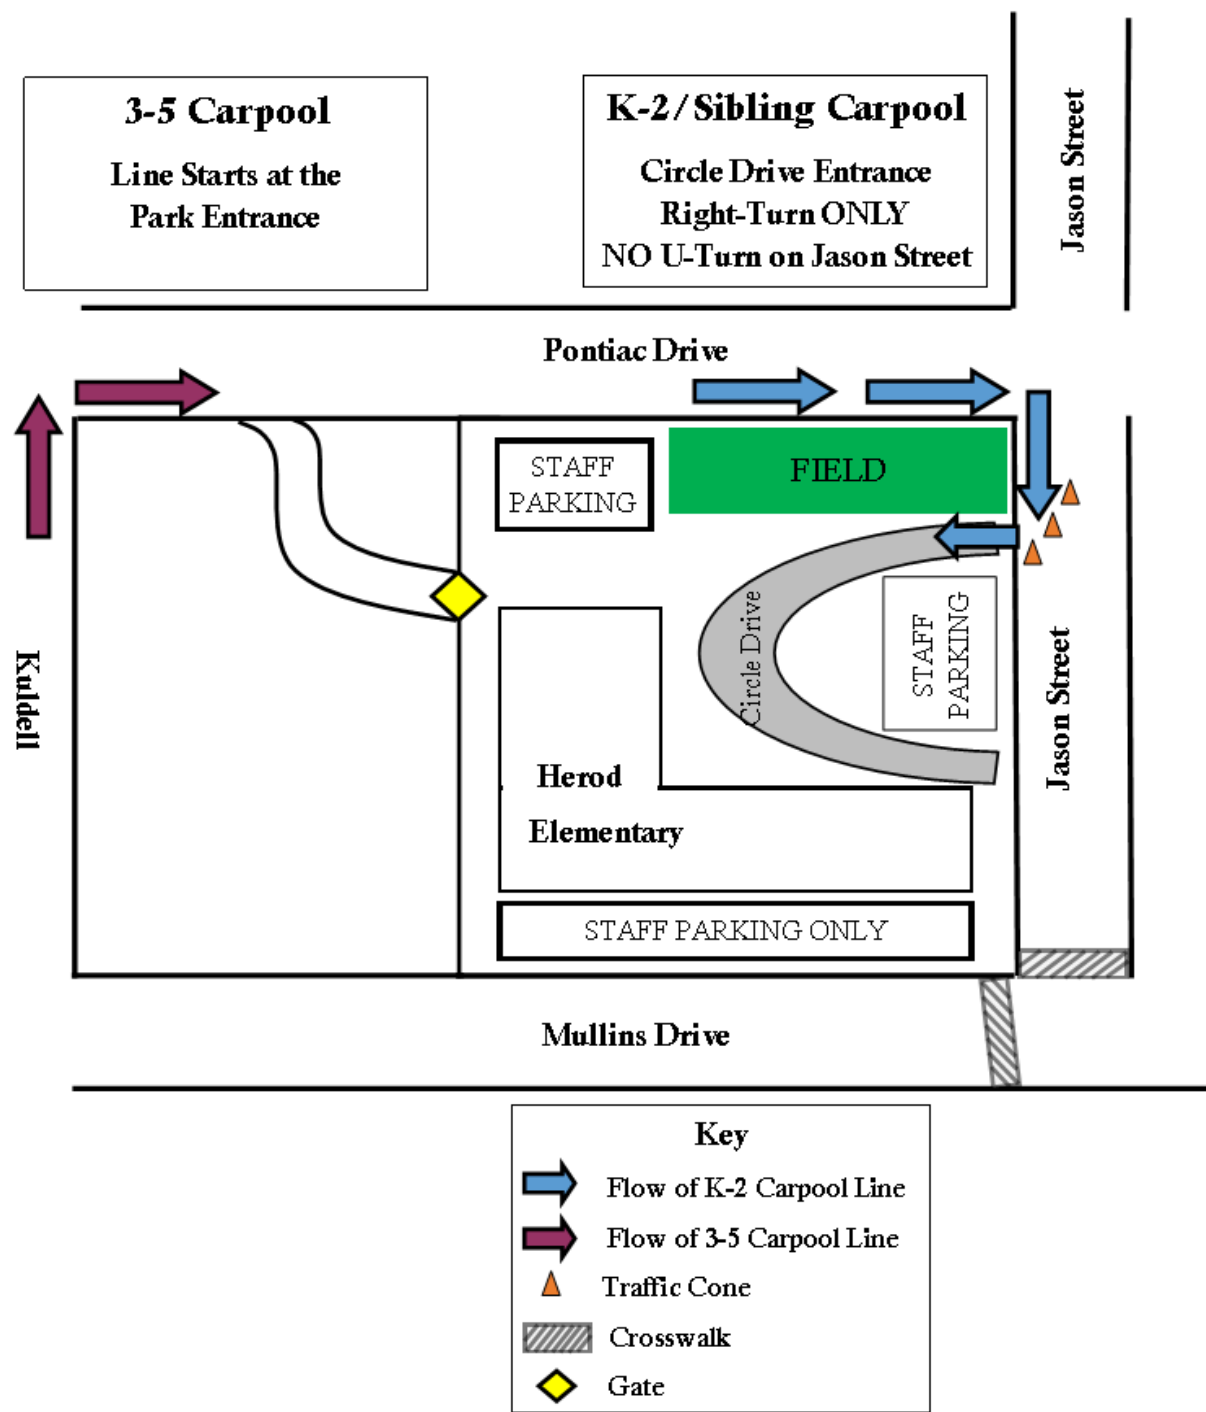 3-5 Carpool
Line Starts at the
Park Entrance
K-2/Sibling Carpool
Circle Drive Entrance
Right-Turn ONLY
NO U-Turn on Jason Street
Jason Street
Pontiac Drive
STAFF
PARKING
FIELD
Kuldell
Circle Drive
STAFF
PARKING
Jason Street
Herod
Elementary
STAFF PARKING ONLY
Mullins Drive
Key
Flow of K-2 Carpool Line
Flow of 3-5 Carpool Line
Traffic Cone
Crosswalk
Gate